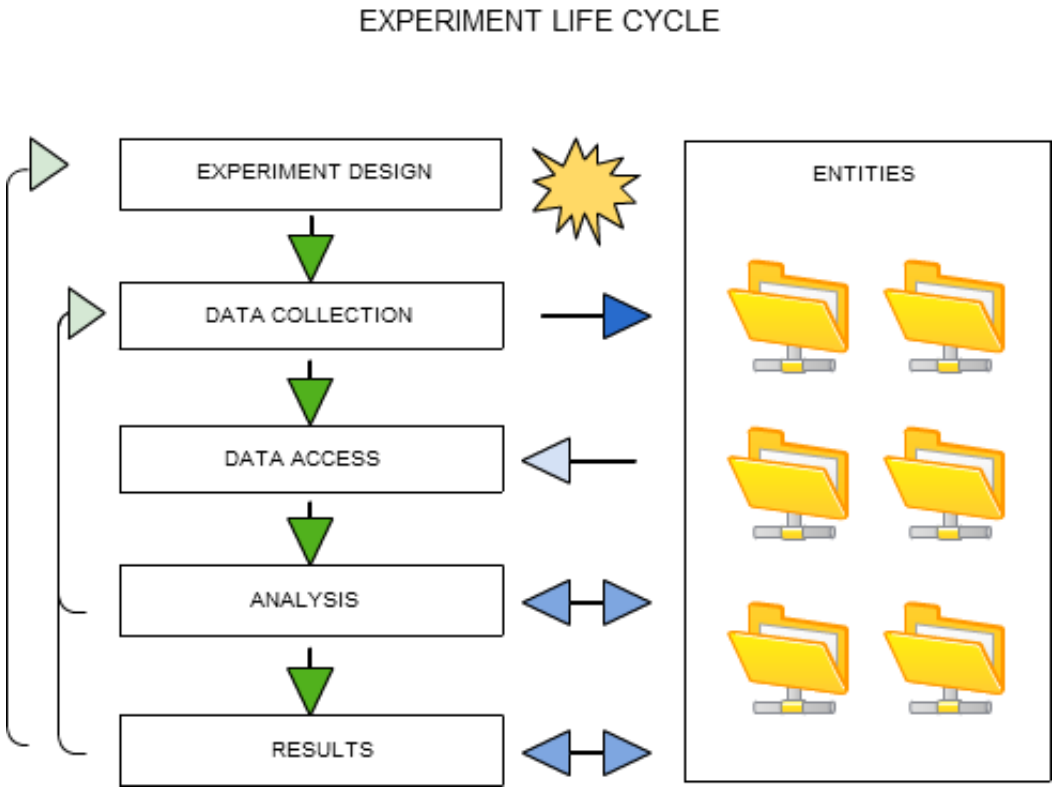 EXPERIMENT LIFE CYCLE
EXPERIMENT DESIGN
ENTITIES
DATA COLLECTION
DATA ACCESS
ANALYSIS
RESULTS